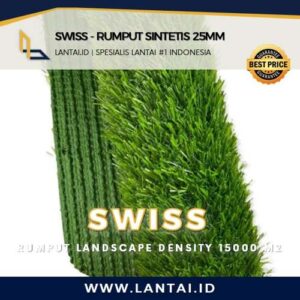 SWISS - RUMPUT SINTETIS 25MM
LANTAI.ID | SPESIALIS LANTAI #1 INDONESIA
BEST PRICE
SWISS
RUMPUT LANDSCAPE DENSITY 15000/M2
WWW.LANTAI.ID